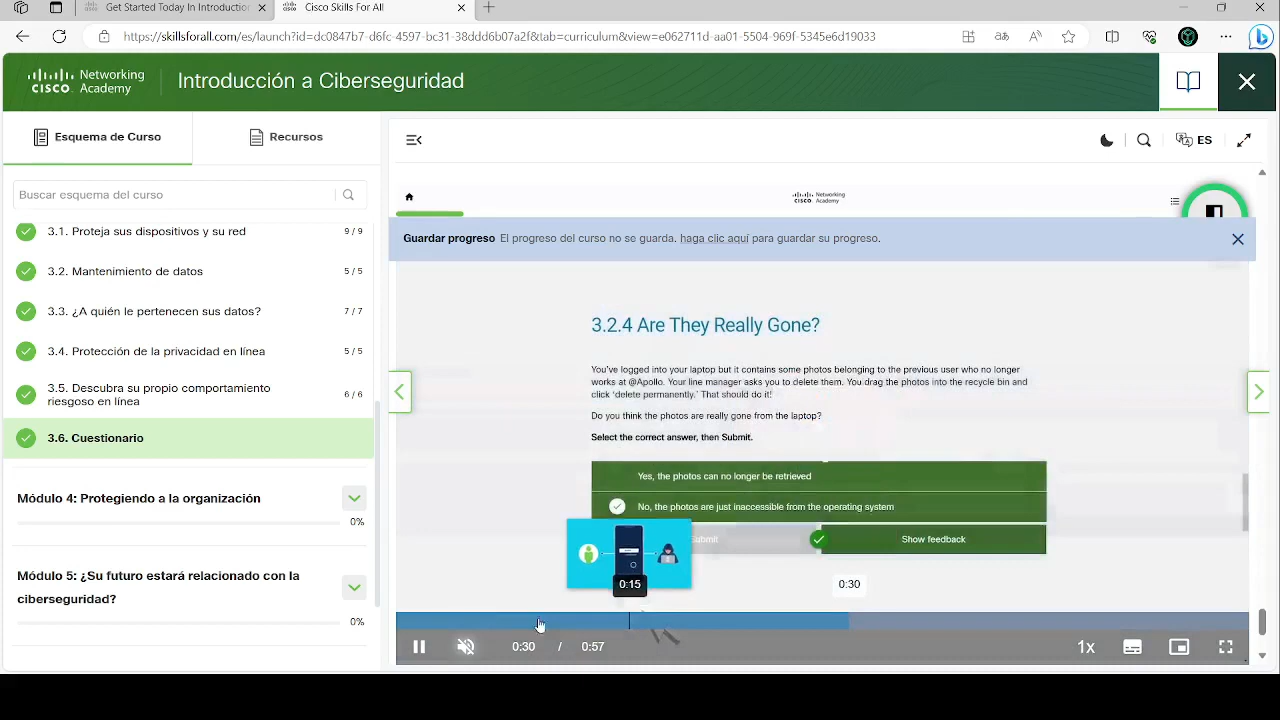 Get Started Today In Introduction
Cisco Skills For All
https://skillsforall.com/es/launch?id=dc0847b7-d6fc-4597-bc31-38ddd6b07a2f&tab=curriculum&view=e062711d-aa01-5504-969f-5345e6d19033
CISCO Networking Academy
Introducción a Ciberseguridad
Esquema de Curso
Recursos
ES
Buscar esquema del curso
CISCO Networking Academy
3.1. Proteja sus dispositivos y su red 9 / 9
Guardar progreso El progreso del curso no se guarda. haga clic aquí para guardar su progreso.
3.2. Mantenimiento de datos 5 / 5
3.3. ¿A quién le pertenecen sus datos? 7 / 7
3.4. Protección de la privacidad en línea 5 / 5
3.5. Descubra su propio comportamiento
riesgoso en línea 6 / 6
3.6. Cuestionario
Módulo 4: Protegiendo a la organización
0%
Módulo 5: ¿Su futuro estará relacionado con la
ciberseguridad?
0%
3.2.4 Are They Really Gone?
You've logged into your laptop but it contains some photos belonging to the previous user who no longer
works at @Apollo. Your line manager asks you to delete them. You drag the photos into the recycle bin and
click 'delete permanently.' That should do it!
Do you think the photos are really gone from the laptop?
Select the correct answer, then Submit.
Yes, the photos can no longer be retrieved
No, the photos are just inaccessible from the operating system
Show feedback
0:15
0:30
0:30 / 0:57
1x